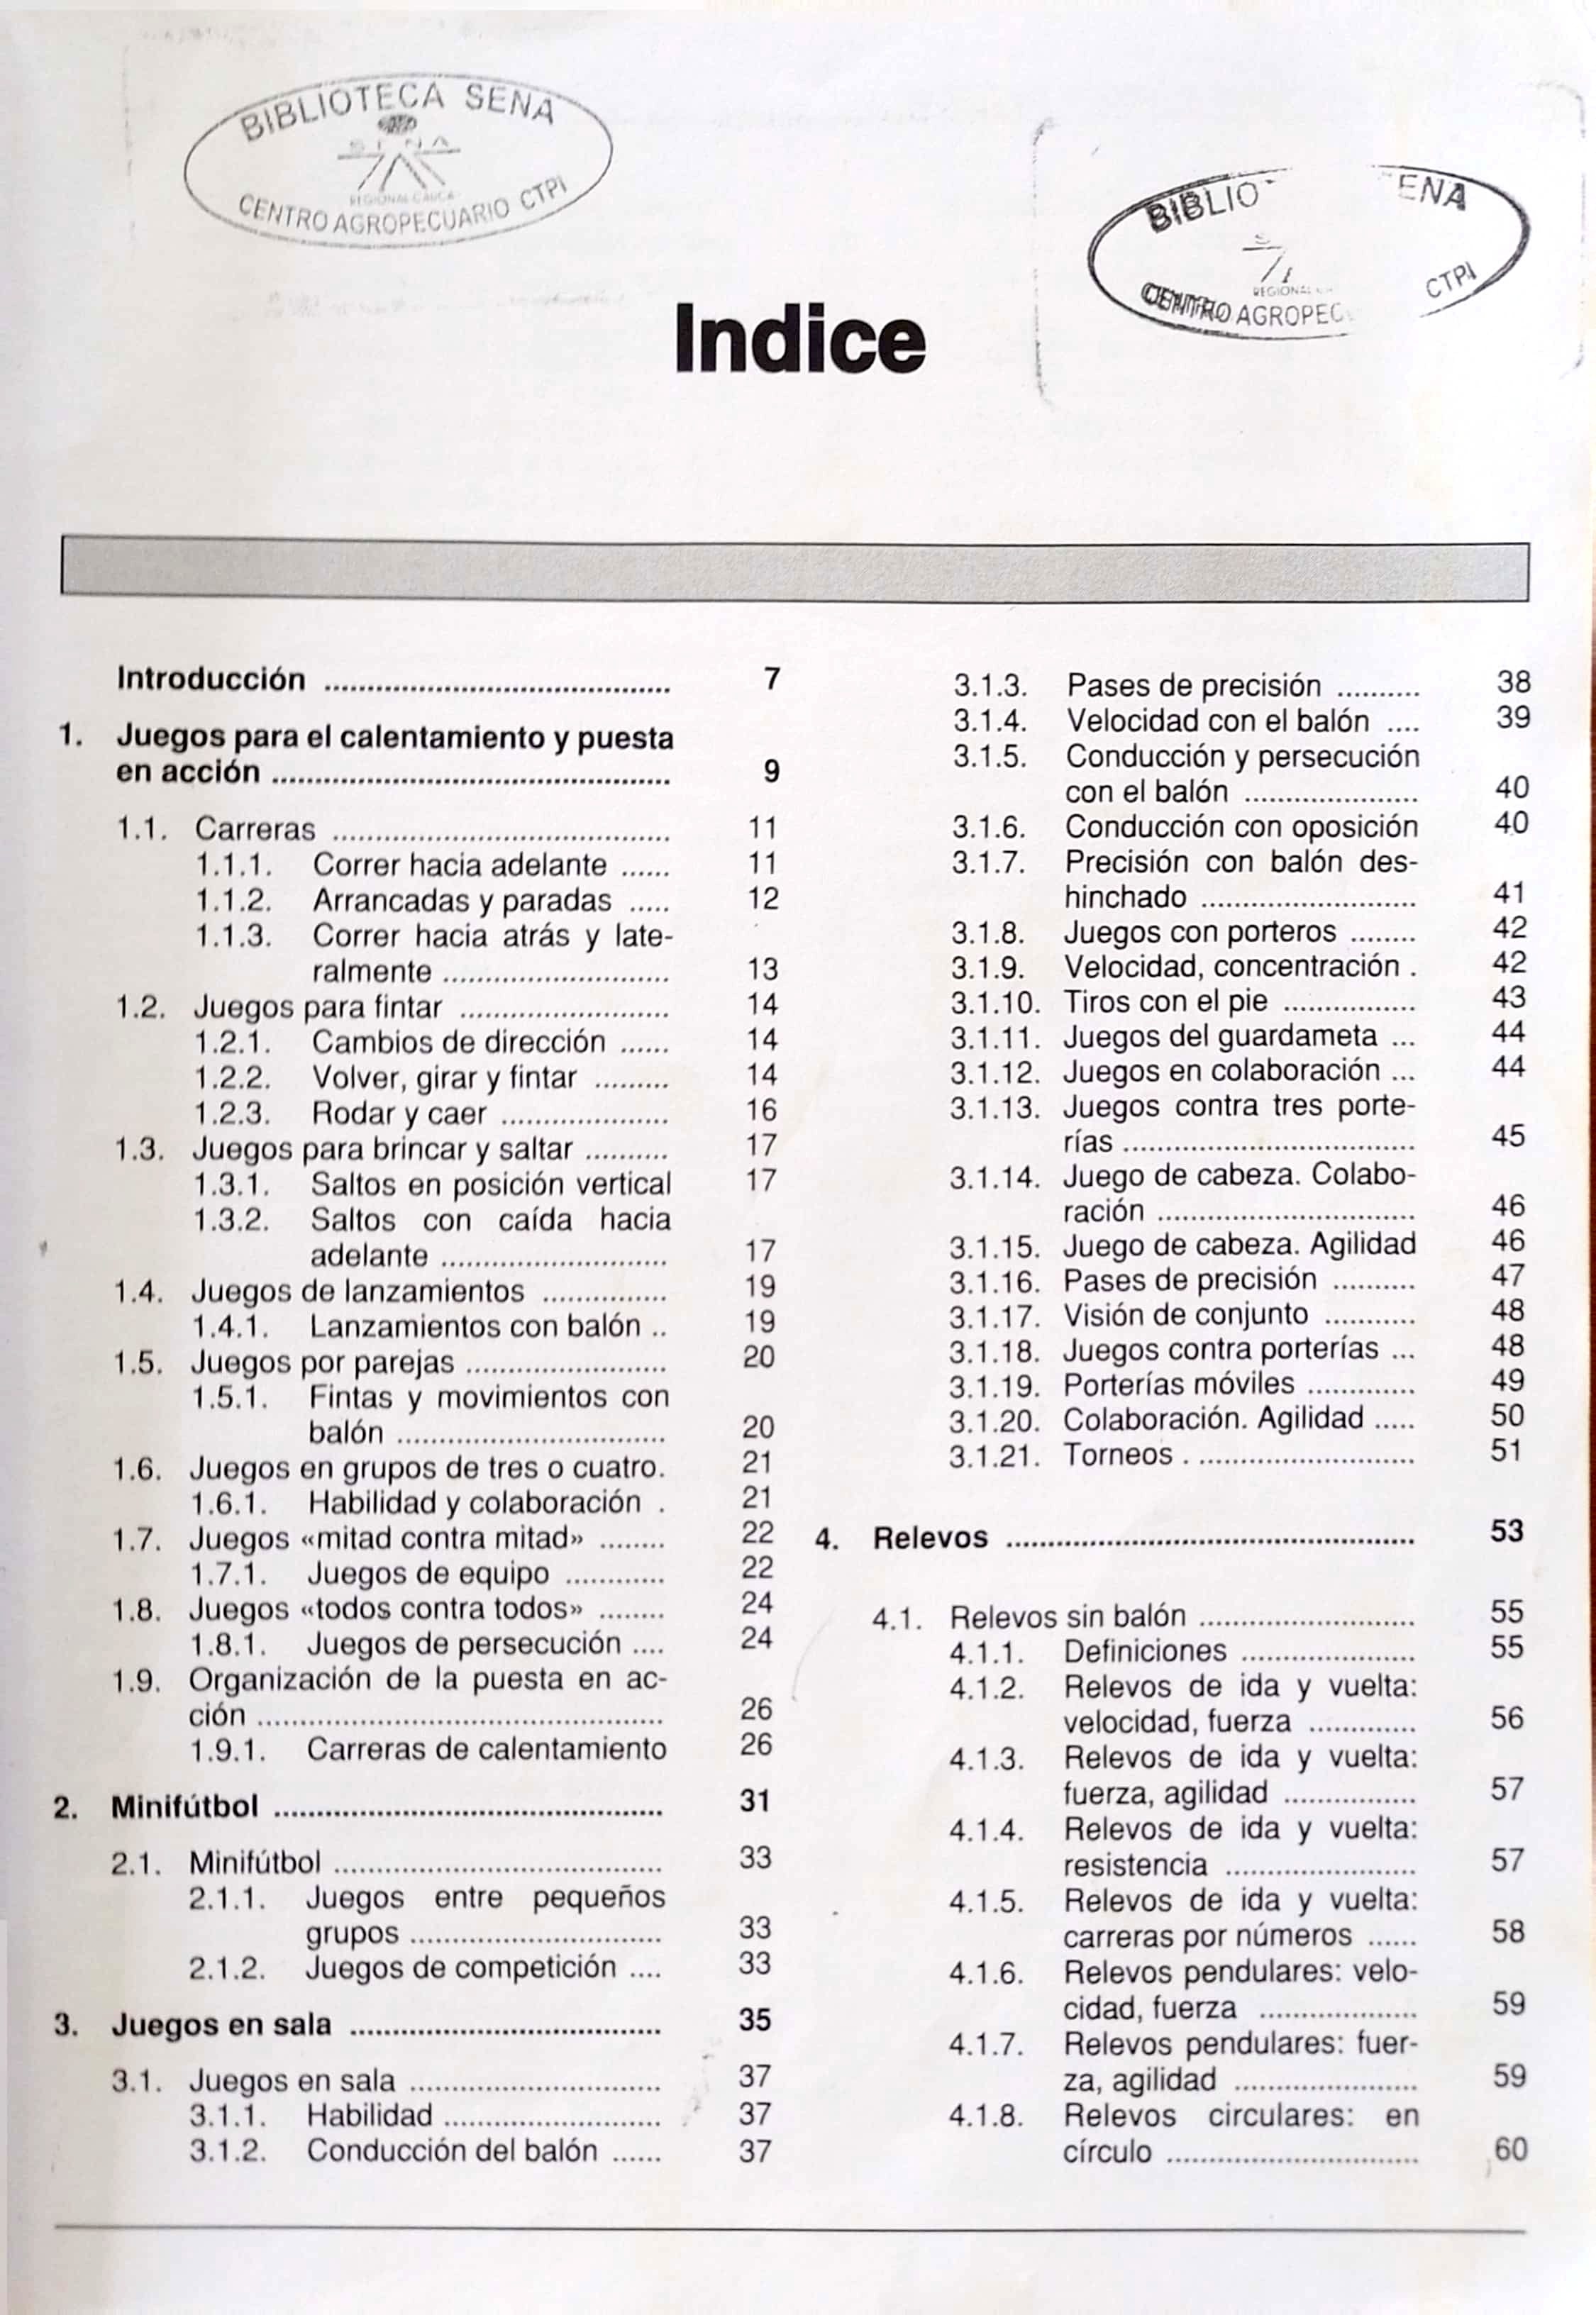 BIBLIOTECA SENA
SENA
REGIONAL CAUCA
CENTRO AGROPECUARIO CTPI
BIBLIO ENA
REGIONAL
CENTRO AGROPEC CTPI
Indice
Introducción ........................................ 7
1. Juegos para el calentamiento y puesta
en acción .............................................. 9
1.1. Carreras ....................................... 11
1.1.1. Correr hacia adelante ...... 11
1.1.2. Arrancadas y paradas ..... 12
1.1.3. Correr hacia atrás y late-
ralmente .......................... 13
1.2. Juegos para fintar ........................ 14
1.2.1. Cambios de dirección ...... 14
1.2.2. Volver, girar y fintar ......... 14
1.2.3. Rodar y caer .................... 16
1.3. Juegos para brincar y saltar .......... 17
1.3.1. Saltos en posición vertical 17
1.3.2. Saltos con caída hacia
adelante .......................... 17
1.4. Juegos de lanzamientos ............... 19
1.4.1. Lanzamientos con balón .. 19
1.5. Juegos por parejas ....................... 20
1.5.1. Fintas y movimientos con
balón ............................... 20
1.6. Juegos en grupos de tres o cuatro. 21
1.6.1. Habilidad y colaboración . 21
1.7. Juegos «mitad contra mitad» ........ 22
1.7.1. Juegos de equipo ............ 22
1.8. Juegos «todos contra todos» ........ 24
1.8.1. Juegos de persecución .... 24
1.9. Organización de la puesta en ac-
ción ............................................... 26
1.9.1. Carreras de calentamiento 26
2. Minifútbol ............................................. 31
2.1. Minifútbol ...................................... 33
2.1.1. Juegos entre pequeños
grupos ............................. 33
2.1.2. Juegos de competición .... 33
3. Juegos en sala .................................... 35
3.1. Juegos en sala ............................. 37
3.1.1. Habilidad ......................... 37
3.1.2. Conducción del balón ...... 37
3.1.3. Pases de precisión .......... 38
3.1.4. Velocidad con el balón .... 39
3.1.5. Conducción y persecución
con el balón ..................... 40
3.1.6. Conducción con oposición 40
3.1.7. Precisión con balón des-
hinchado ......................... 41
3.1.8. Juegos con porteros ........ 42
3.1.9. Velocidad, concentración . 42
3.1.10. Tiros con el pie ................ 43
3.1.11. Juegos del guardameta ... 44
3.1.12. Juegos en colaboración ... 44
3.1.13. Juegos contra tres porte-
rías .................................. 45
3.1.14. Juego de cabeza. Colabo-
ración .............................. 46
3.1.15. Juego de cabeza. Agilidad 46
3.1.16. Pases de precisión .......... 47
3.1.17. Visión de conjunto ........... 48
3.1.18. Juegos contra porterías ... 48
3.1.19. Porterías móviles ............. 49
3.1.20. Colaboración. Agilidad ..... 50
3.1.21. Torneos . ......................... 51
4. Relevos ................................................ 53
4.1. Relevos sin balón ......................... 55
4.1.1. Definiciones ..................... 55
4.1.2. Relevos de ida y vuelta:
velocidad, fuerza ............. 56
4.1.3. Relevos de ida y vuelta:
fuerza, agilidad ................ 57
4.1.4. Relevos de ida y vuelta:
resistencia ....................... 57
4.1.5. Relevos de ida y vuelta:
carreras por números ...... 58
4.1.6. Relevos pendulares: velo-
cidad, fuerza ................... 59
4.1.7. Relevos pendulares: fuer-
za, agilidad ...................... 59
4.1.8. Relevos circulares: en
círculo ............................. 60